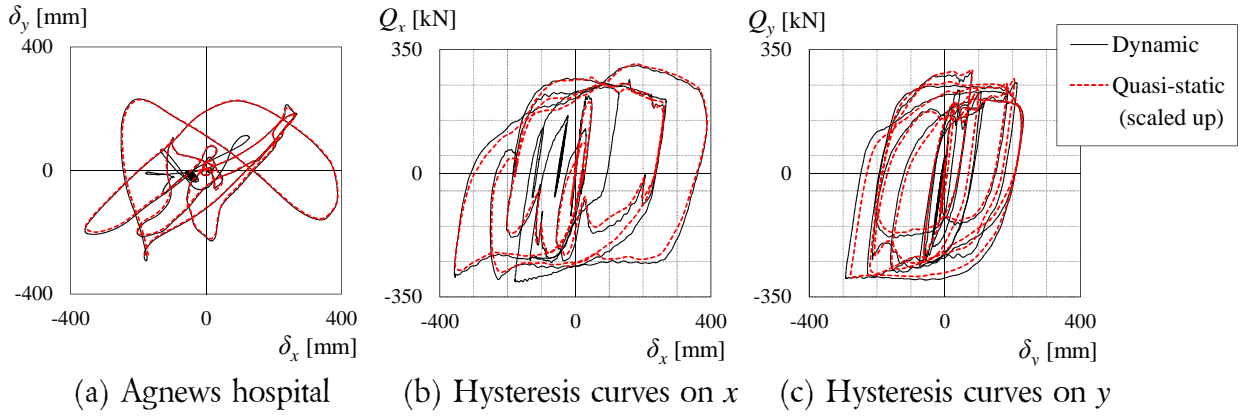 δy [mm]
400
0
-400
-400
0
400
δx [mm]
(a) Agnews hospital
Qx [kN]
350
0
-350
-400
0
400
δx [mm]
(b) Hysteresis curves on x
Qy [kN]
350
0
-350
-400
0
400
δy [mm]
(c) Hysteresis curves on y
Dynamic
Quasi-static
(scaled up)